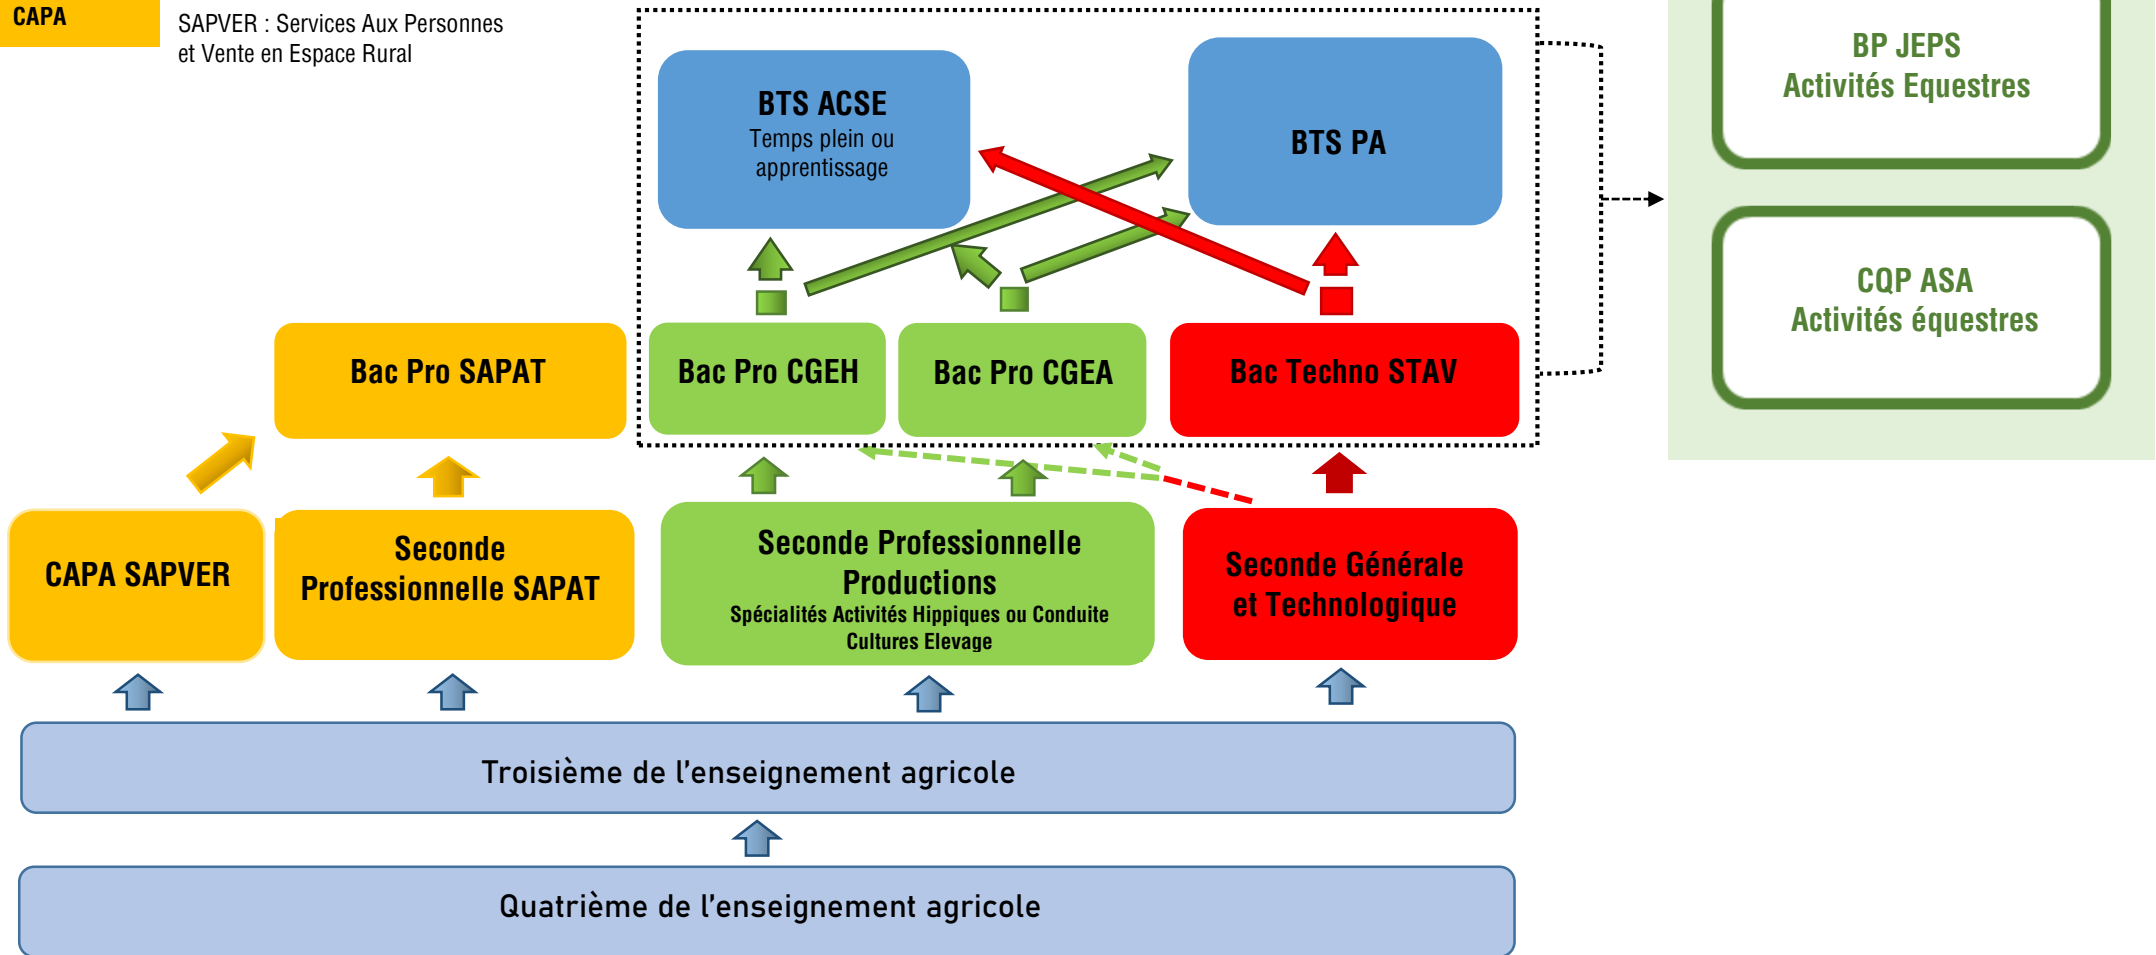 CAPA
SAPVER : Services Aux Personnes
et Vente en Espace Rural
BTS ACSE
Temps plein ou
apprentissage
BTS PA
BP JEPS
Activités Equestres
CQP ASA
Activités équestres
Bac Pro SAPAT
Bac Pro CGEH
Bac Pro CGEA
Bac Techno STAV
CAPA SAPVER
Seconde
Professionnelle SAPAT
Seconde Professionnelle
Productions
Spécialités Activités Hippiques ou Conduite
Cultures Elevage
Seconde Générale
et Technologique
Troisième de l'enseignement agricole
Quatrième de l'enseignement agricole